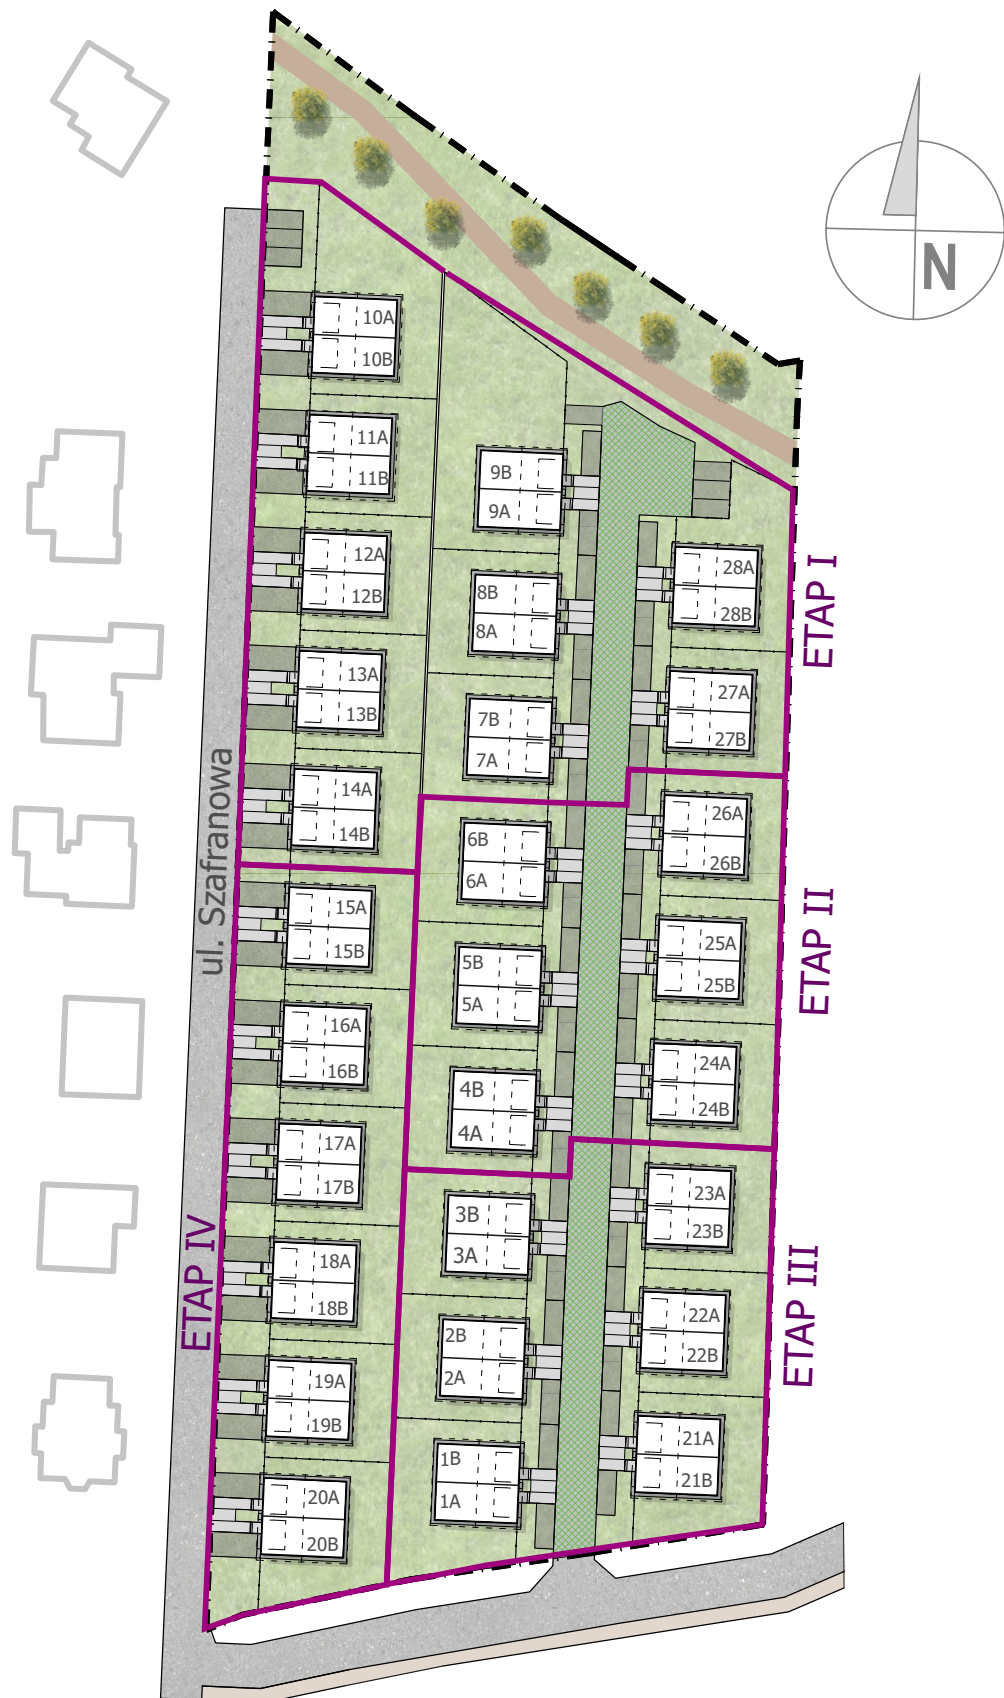 N
10A
10B
11A
11B
12A
12B
13A
13B
14A
14B
15A
15B
16A
16B
17A
17B
18A
18B
19A
19B
20A
20B
9B
9A
8B
8A
7B
7A
6B
6A
5B
5A
4B
4A
3B
3A
2B
2A
1B
1A
28A
28B
27A
27B
26A
26B
25A
25B
24A
24B
23A
23B
22A
22B
21A
21B
ETAP I
ETAP II
ETAP III
ETAP IV
ul. Szafranowa